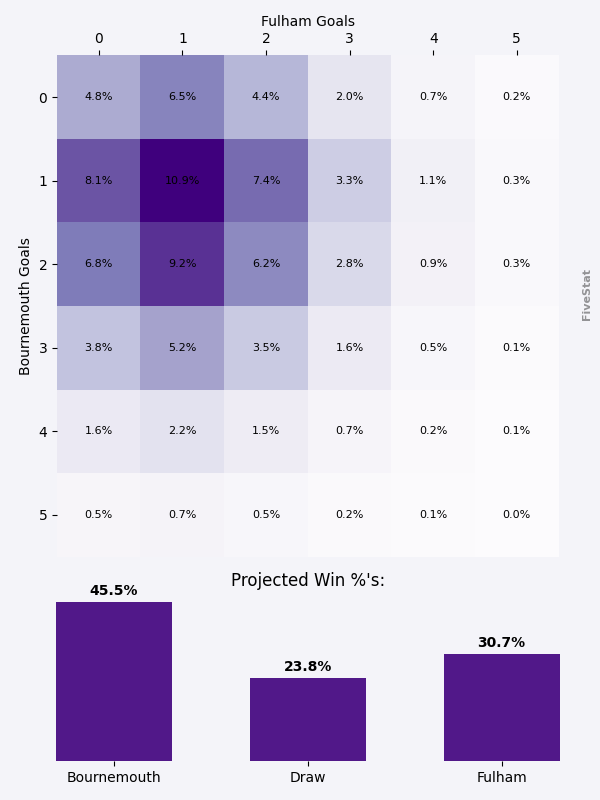 Fulham Goals
0 1 2 3 4 5
0 4.8% 6.5% 4.4% 2.0% 0.7% 0.2%
1 8.1% 10.9% 7.4% 3.3% 1.1% 0.3%
2 6.8% 9.2% 6.2% 2.8% 0.9% 0.3%
3 3.8% 5.2% 3.5% 1.6% 0.5% 0.1%
4 1.6% 2.2% 1.5% 0.7% 0.2% 0.1%
5 0.5% 0.7% 0.5% 0.2% 0.1% 0.0%
Bournemouth Goals
FiveStat
Projected Win %'s:
45.5% 23.8% 30.7%
Bournemouth Draw Fulham